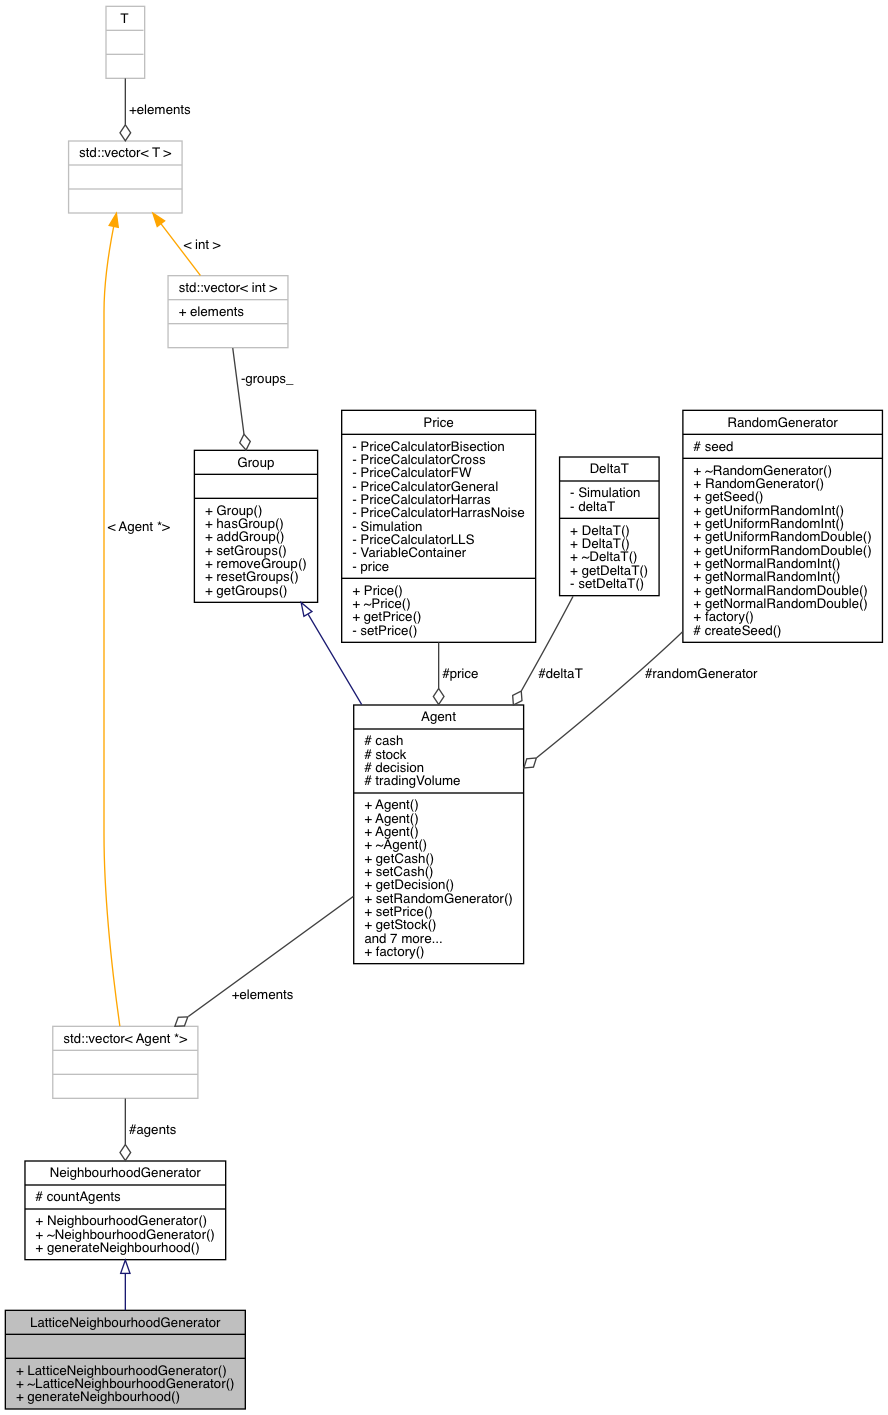 T
+elements
std::vector< T >
< int >
std::vector< int >
+ elements
-groups_
Group
+ Group()
+ hasGroup()
+ addGroup()
+ setGroups()
+ removeGroup()
+ resetGroups()
+ getGroups()
Price
- PriceCalculatorBisection
- PriceCalculatorCross
- PriceCalculatorFW
- PriceCalculatorGeneral
- PriceCalculatorHarras
- PriceCalculatorHarrasNoise
- Simulation
- PriceCalculatorLLS
- VariableContainer
- price
+ Price()
+ ~Price()
+ getPrice()
- setPrice()
DeltaT
- Simulation
- deltaT
+ DeltaT()
+ DeltaT()
+ ~DeltaT()
+ getDeltaT()
- setDeltaT()
RandomGenerator
# seed
+ ~RandomGenerator()
+ RandomGenerator()
+ getSeed()
+ getUniformRandomInt()
+ getUniformRandomInt()
+ getUniformRandomDouble()
+ getUniformRandomDouble()
+ getNormalRandomInt()
+ getNormalRandomInt()
+ getNormalRandomDouble()
+ getNormalRandomDouble()
+ factory()
# createSeed()
< Agent *>
#price
#deltaT
#randomGenerator
Agent
# cash
# stock
# decision
# tradingVolume
+ Agent()
+ Agent()
+ Agent()
+ ~Agent()
+ getCash()
+ setCash()
+ getDecision()
+ setRandomGenerator()
+ setPrice()
+ getStock()
and 7 more...
+ factory()
+elements
std::vector< Agent *>
#agents
NeighbourhoodGenerator
# countAgents
+ NeighbourhoodGenerator()
+ ~NeighbourhoodGenerator()
+ generateNeighbourhood()
LatticeNeighbourhoodGenerator
+ LatticeNeighbourhoodGenerator()
+ ~LatticeNeighbourhoodGenerator()
+ generateNeighbourhood()